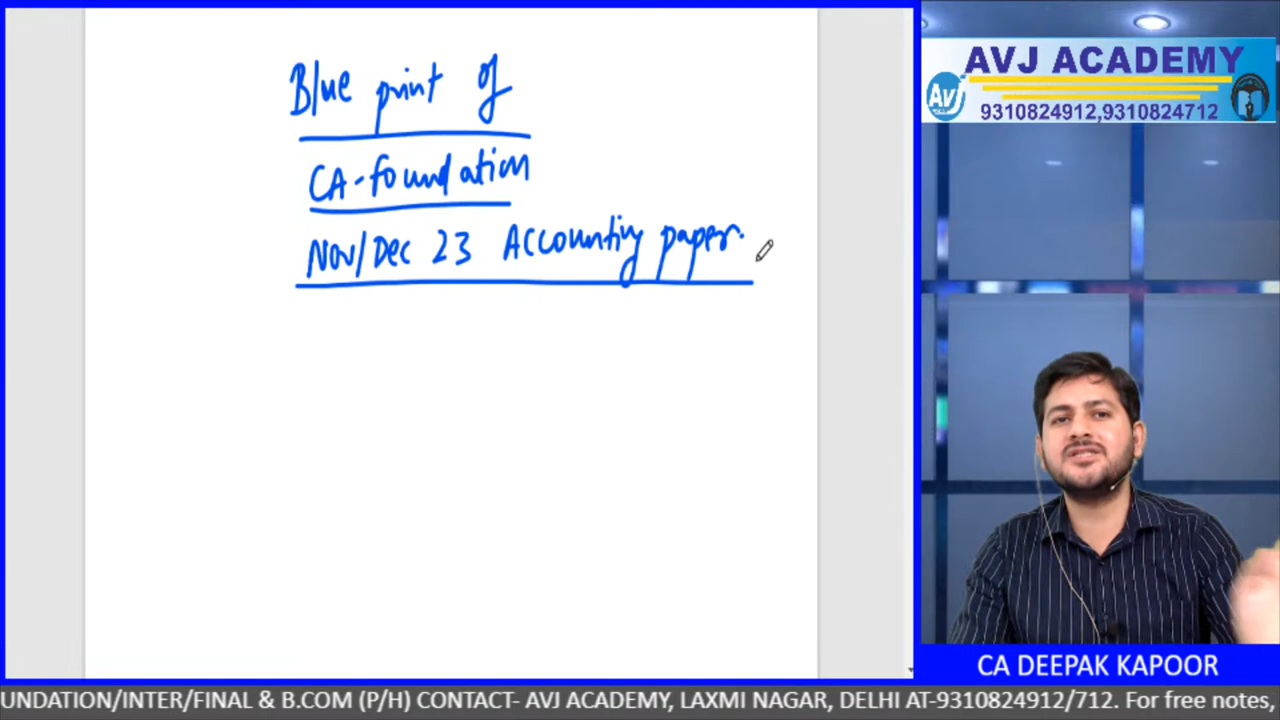 Blue print of
CA-foundation
Nov/Dec 23 Accounting paper.
AVJ ACADEMY
AVJ
9310824912,9310824712
CA DEEPAK KAPOOR
UNDATION/INTER/FINAL & B.COM (P/H) CONTACT- AVJ ACADEMY, LAXMI NAGAR, DELHI AT-9310824912/712. For free notes,